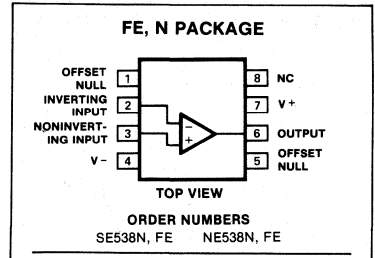 FE, N PACKAGE
OFFSET
NULL
1
8
NC
INVERTING
INPUT
2
7
V+
NONINVERT-
ING INPUT
3
6
OUTPUT
V-
4
5
OFFSET
NULL
-
+
TOP VIEW
ORDER NUMBERS
SE538N, FE NE538N, FE